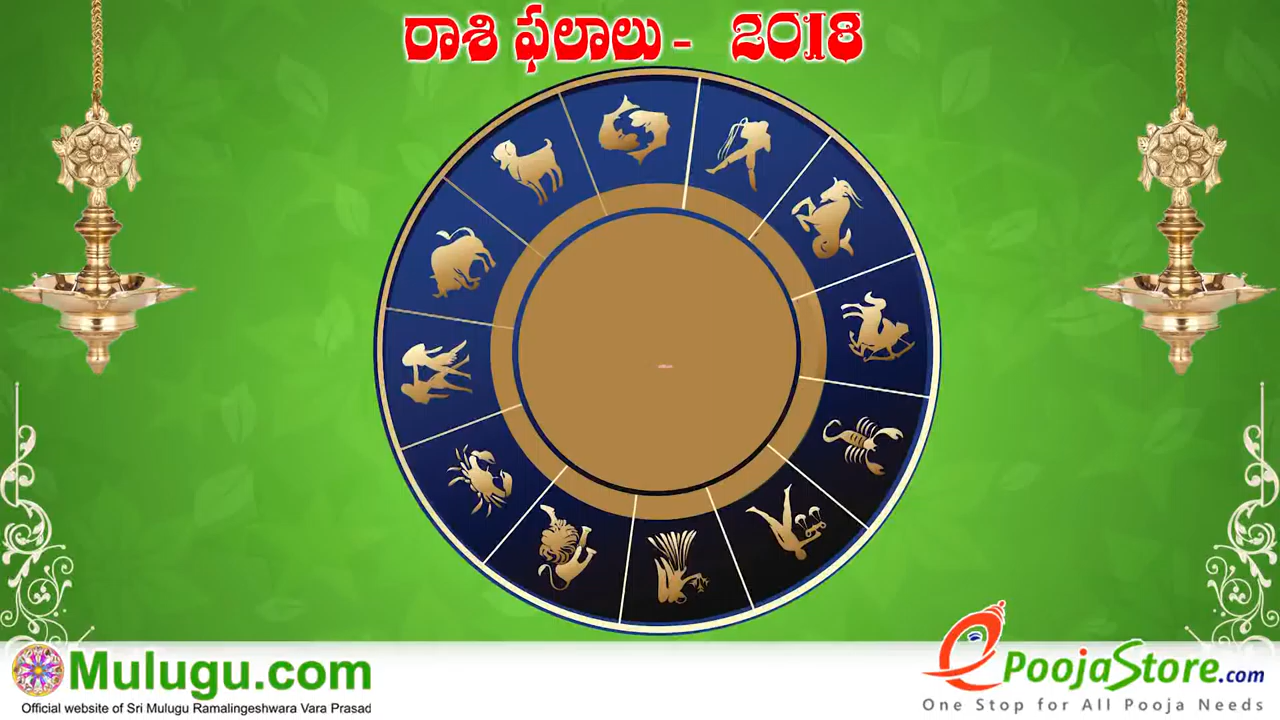 రాశి ఫలాలు - 2018
Mulugu.com
Official website of Sri Mulugu Ramalingeshwara Vara Prasad
ePoojaStore.com
One Stop for All Pooja Needs